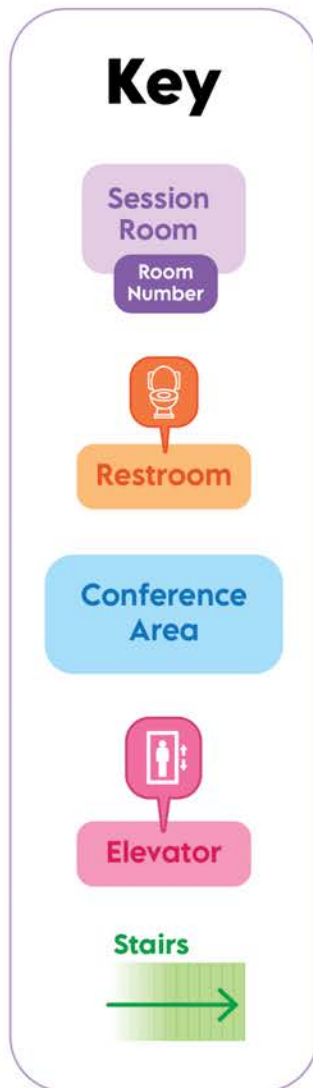 Key
Session
Room
Room
Number
Restroom
Conference
Area
Elevator
Stairs